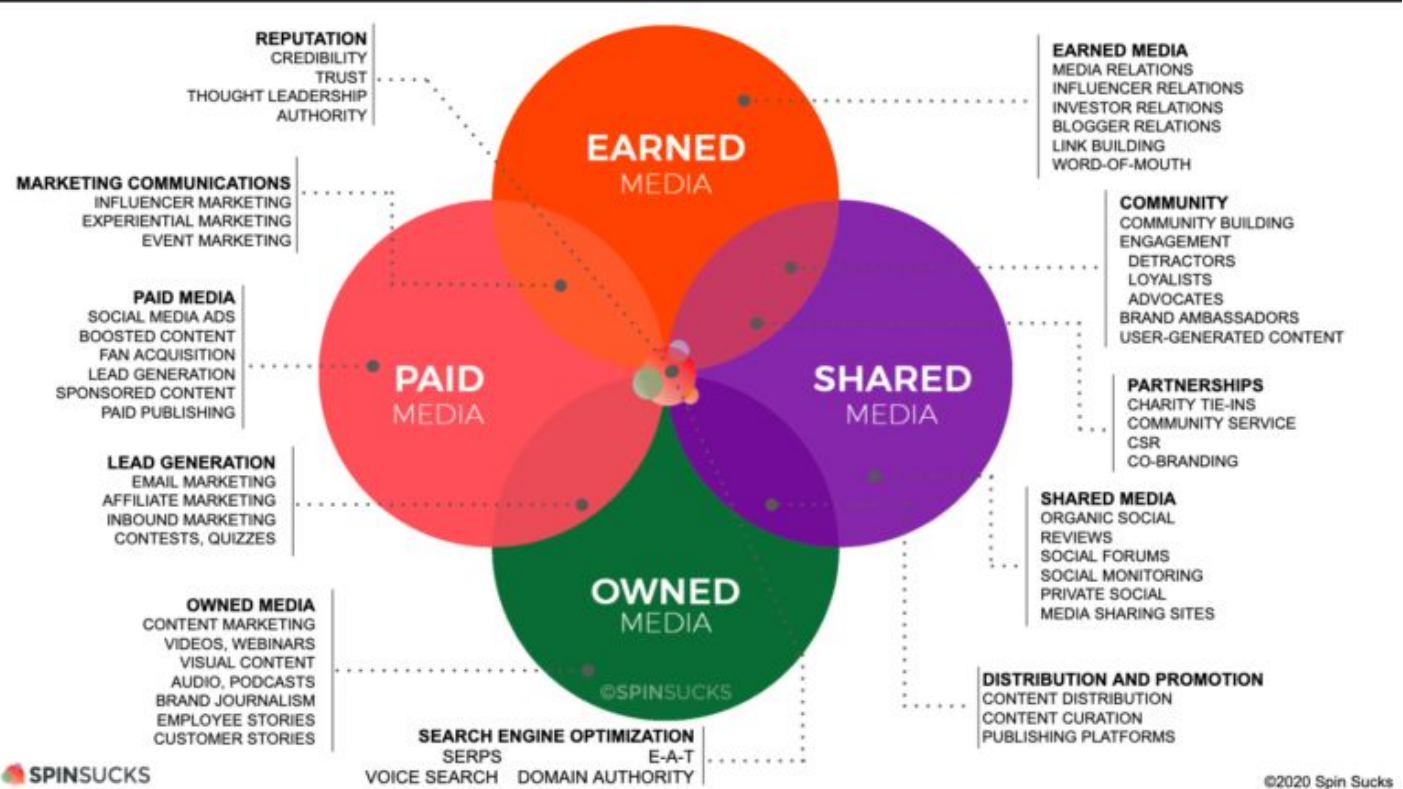 REPUTATION
CREDIBILITY
TRUST
THOUGHT LEADERSHIP
AUTHORITY
MARKETING COMMUNICATIONS
INFLUENCER MARKETING
EXPERIENTIAL MARKETING
EVENT MARKETING
PAID MEDIA
SOCIAL MEDIA ADS
BOOSTED CONTENT
FAN ACQUISITION
LEAD GENERATION
SPONSORED CONTENT
PAID PUBLISHING
LEAD GENERATION
EMAIL MARKETING
AFFILIATE MARKETING
INBOUND MARKETING
CONTESTS, QUIZZES
OWNED MEDIA
CONTENT MARKETING
VIDEOS, WEBINARS
VISUAL CONTENT
AUDIO, PODCASTS
BRAND JOURNALISM
EMPLOYEE STORIES
CUSTOMER STORIES
SPINSUCKS
EARNED
MEDIA
PAID
MEDIA
SHARED
MEDIA
OWNED
MEDIA
©SPINSUCKS
SEARCH ENGINE OPTIMIZATION
SERPS E-A-T
VOICE SEARCH DOMAIN AUTHORITY
EARNED MEDIA
MEDIA RELATIONS
INFLUENCER RELATIONS
INVESTOR RELATIONS
BLOGGER RELATIONS
LINK BUILDING
WORD-OF-MOUTH
COMMUNITY
COMMUNITY BUILDING
ENGAGEMENT
DETRACTORS
LOYALISTS
ADVOCATES
BRAND AMBASSADORS
USER-GENERATED CONTENT
PARTNERSHIPS
CHARITY TIE-INS
COMMUNITY SERVICE
CSR
CO-BRANDING
SHARED MEDIA
ORGANIC SOCIAL
REVIEWS
SOCIAL FORUMS
SOCIAL MONITORING
PRIVATE SOCIAL
MEDIA SHARING SITES
DISTRIBUTION AND PROMOTION
CONTENT DISTRIBUTION
CONTENT CURATION
PUBLISHING PLATFORMS
©2020 Spin Sucks